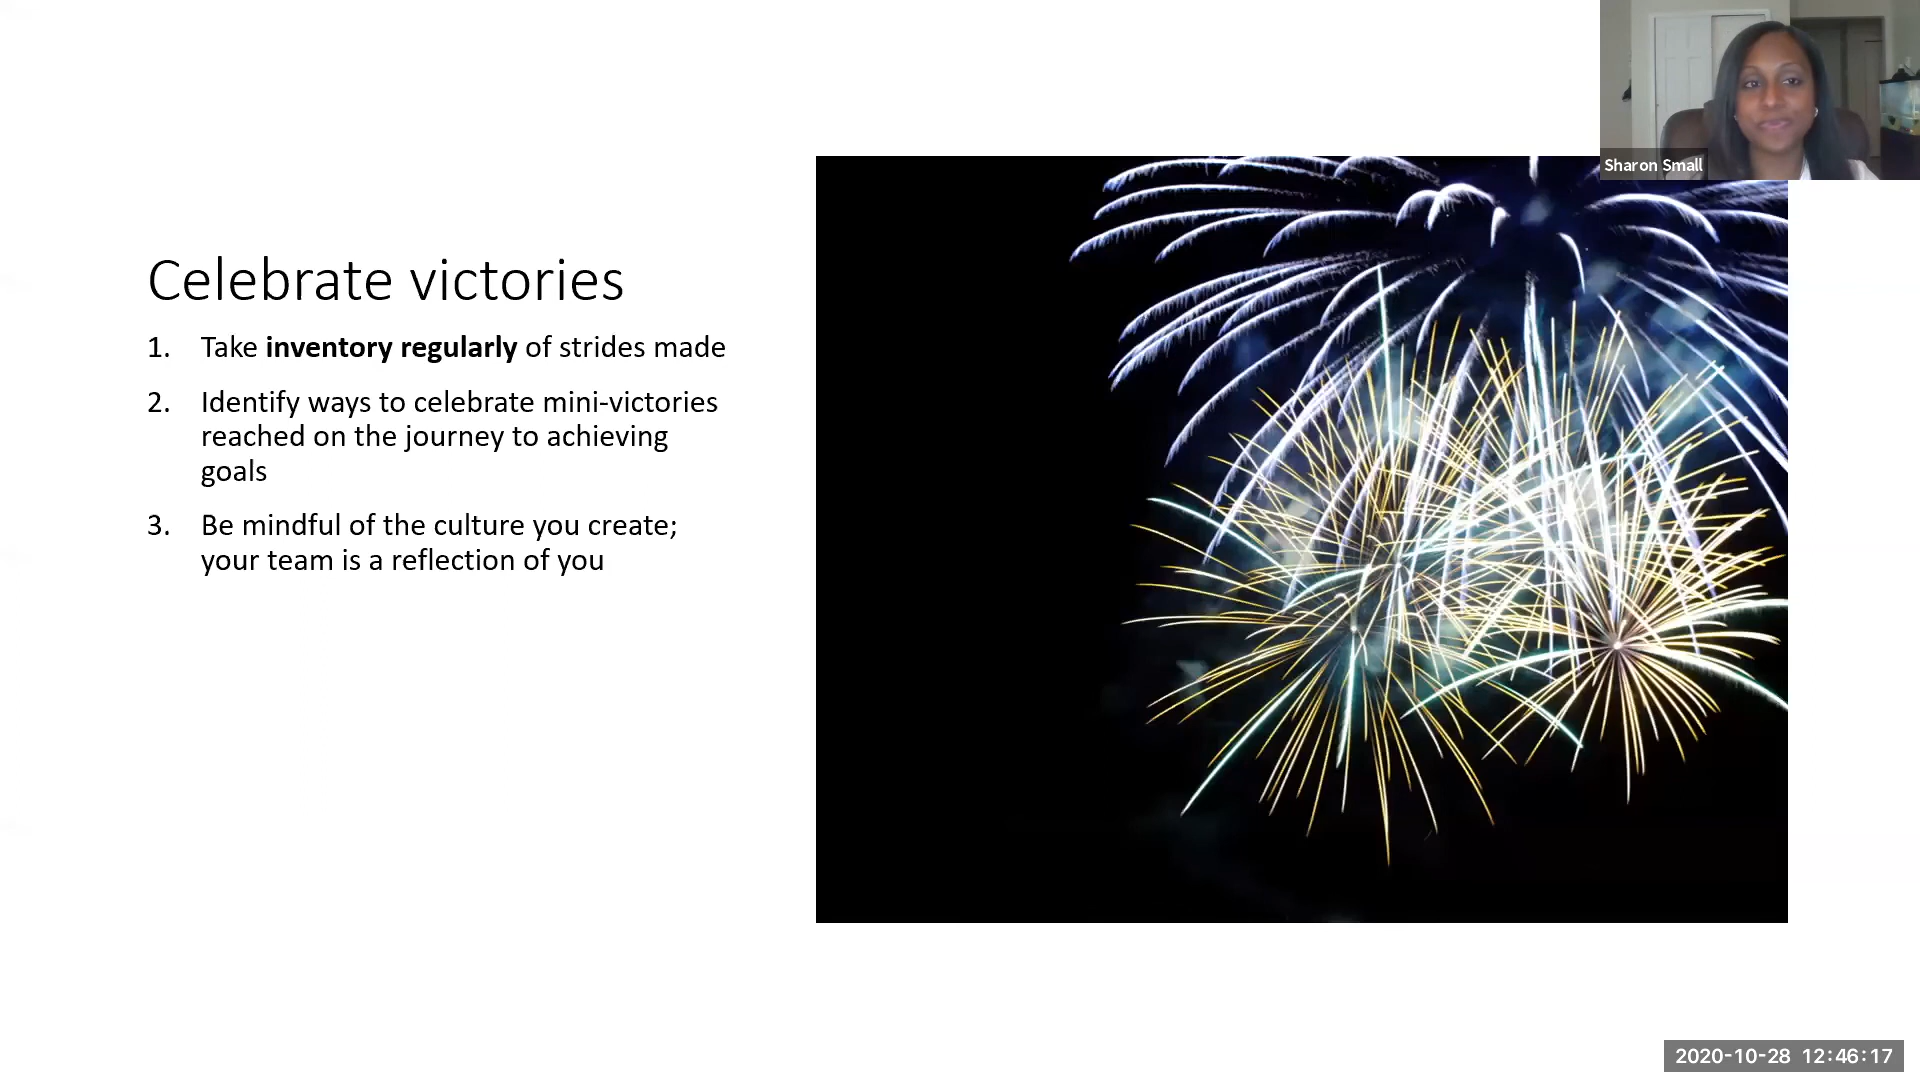 Sharon Small
Celebrate victories
1. Take inventory regularly of strides made
2. Identify ways to celebrate mini-victories
reached on the journey to achieving
goals
3. Be mindful of the culture you create;
your team is a reflection of you
2020-10-28 12:46:17